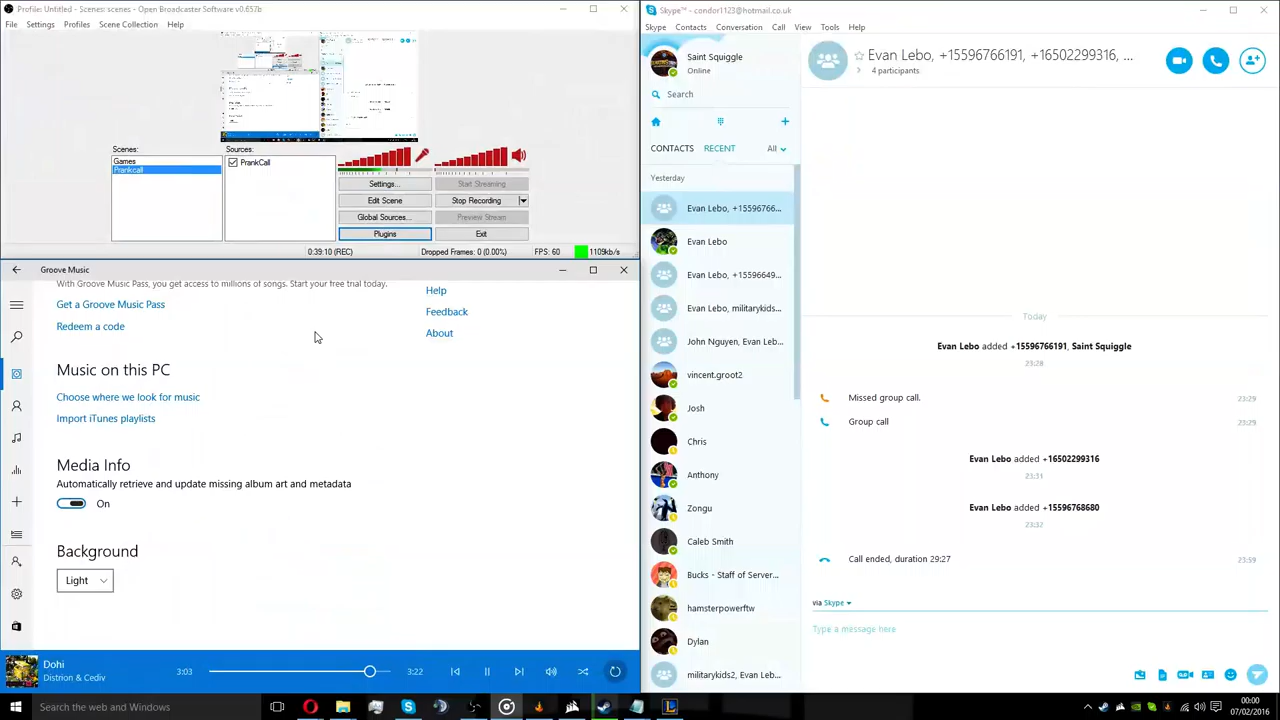 Profile: Untitled - Scenes: scenes - Open Broadcaster Software v0.657b
File Settings Profiles Scene Collection Help
Scenes:
Games
Prankcall
Sources:
PrankCall
Settings...
Start Streaming
Edit Scene
Stop Recording
Global Sources...
Preview Stream
Plugins
Exit
0:39:10 (REC)
Dropped Frames: 0 (0.00%)
FPS: 60
1109kb/s
Groove Music
With Groove Music Pass, you get access to millions of songs. Start your free trial today.
Get a Groove Music Pass
Redeem a code
Help
Feedback
About
Music on this PC
Choose where we look for music
Import iTunes playlists
Media Info
Automatically retrieve and update missing album art and metadata
On
Background
Light
Dohi
Distrion & Cediv
3:03
3:22
Skype™ - condor1123@hotmail.co.uk
Skype Contacts Conversation Call View Tools Help
Saint Squiggle
Online
Search
CONTACTS
RECENT
All
Yesterday
Evan Lebo, +15596766...
Evan Lebo
Evan Lebo, +15596649...
Evan Lebo, militarykids...
John Nguyen, Evan Leb...
vincent.groot2
Josh
Chris
Anthony
Zongu
Caleb Smith
Bucks - Staff of Server...
hamsterpowerftw
Dylan
militarykids2, Evan Leb...
Evan Lebo, +15596766191, +16502299316, ...
4 participants
Today
Evan Lebo added +15596766191, Saint Squiggle
23:28
Missed group call.
23:29
Group call
23:29
Evan Lebo added +16502299316
23:31
Evan Lebo added +15596768680
23:32
Call ended, duration 29:27
23:59
via Skype
Type a message here
Search the web and Windows
00:00
07/02/2016